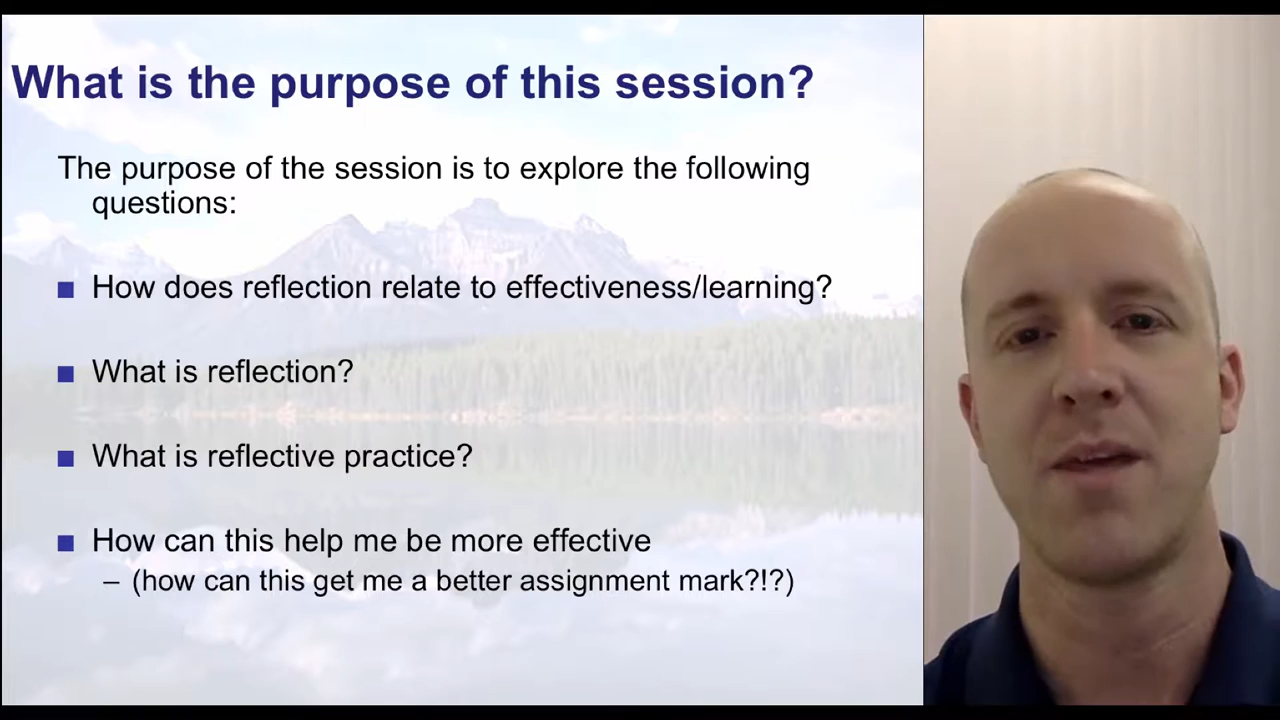 What is the purpose of this session?
The purpose of the session is to explore the following
questions:
■ How does reflection relate to effectiveness/learning?
■ What is reflection?
■ What is reflective practice?
■ How can this help me be more effective
– (how can this get me a better assignment mark?!?)